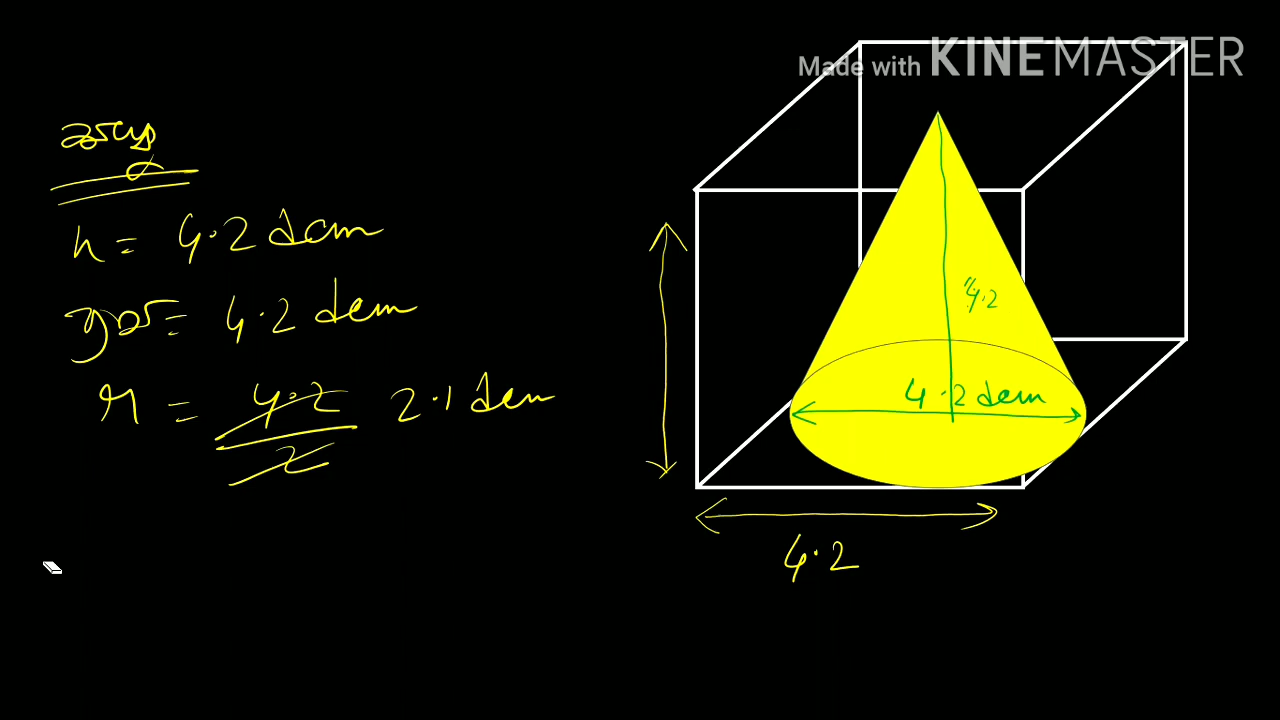 Made with KINEMASTER
h = 4.2 dcm
= 4.2 dcm
r = 4.2 / 2 2.1 dcm
4.2
4.2 dcm
4.2